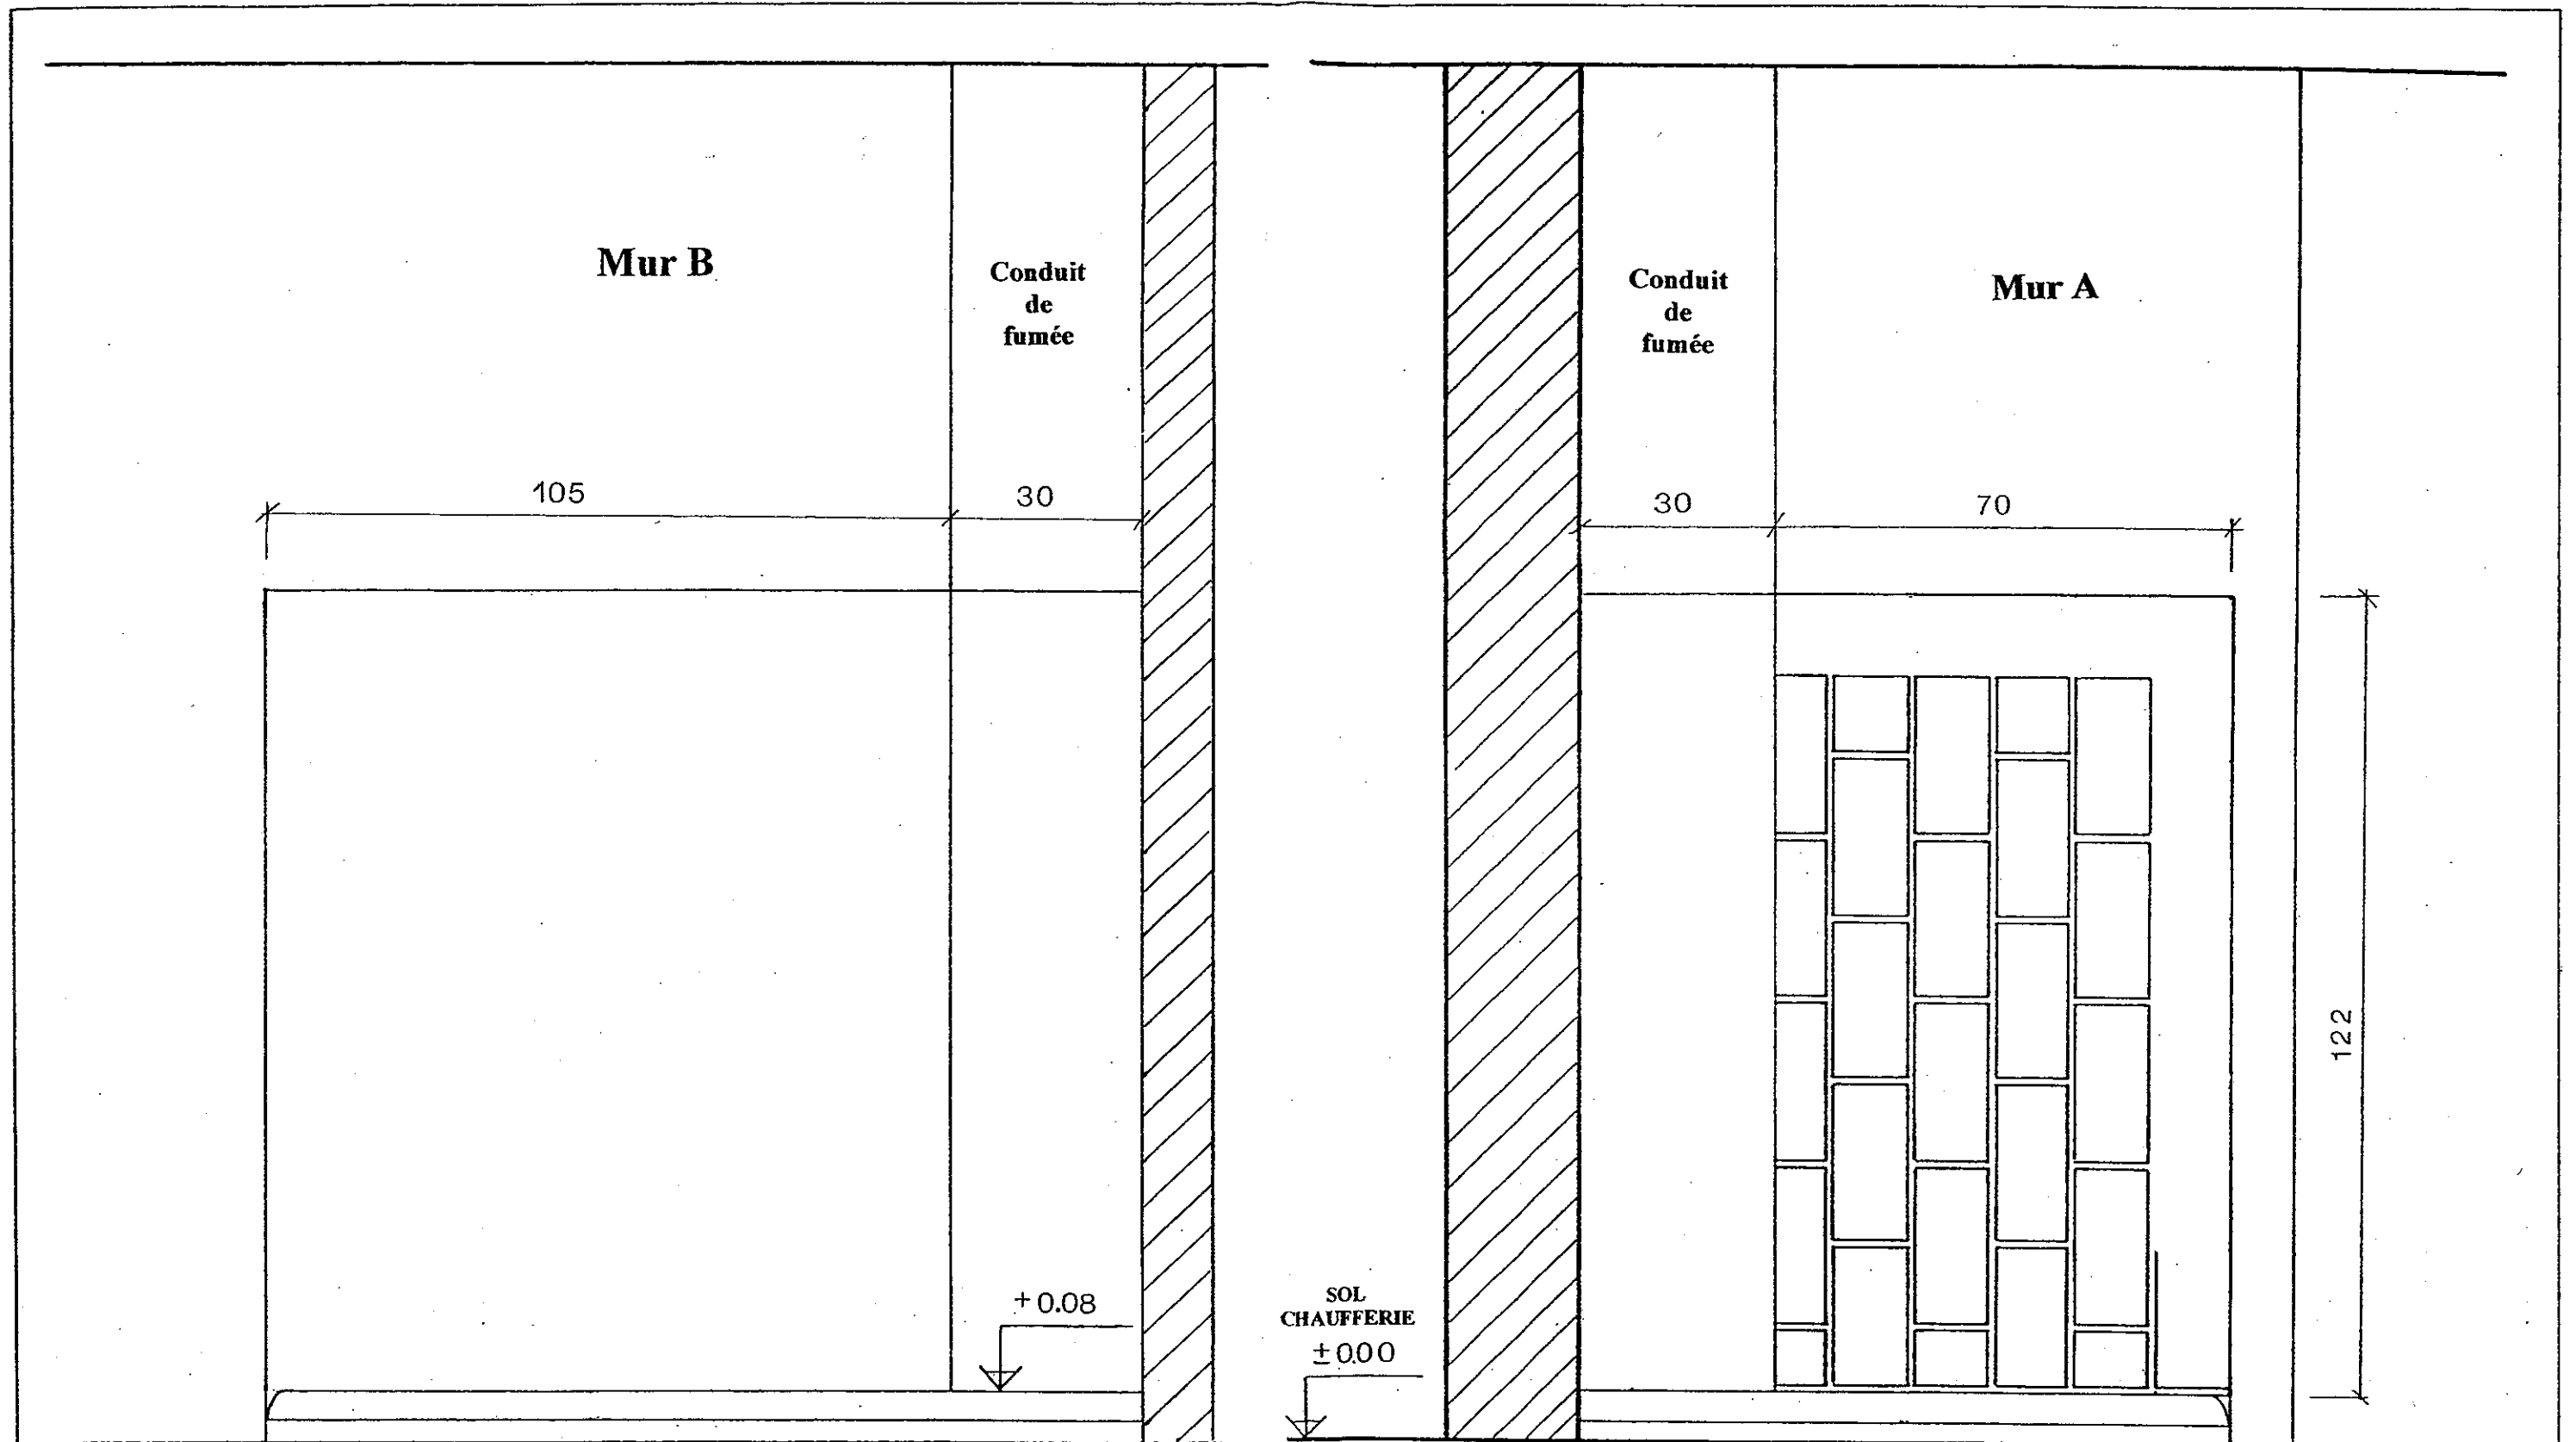 Mur B
Conduit
de
fumée
Conduit
de
fumée
Mur A
105
30
30
70
122
+0.08
SOL
CHAUFFERIE
±0.00